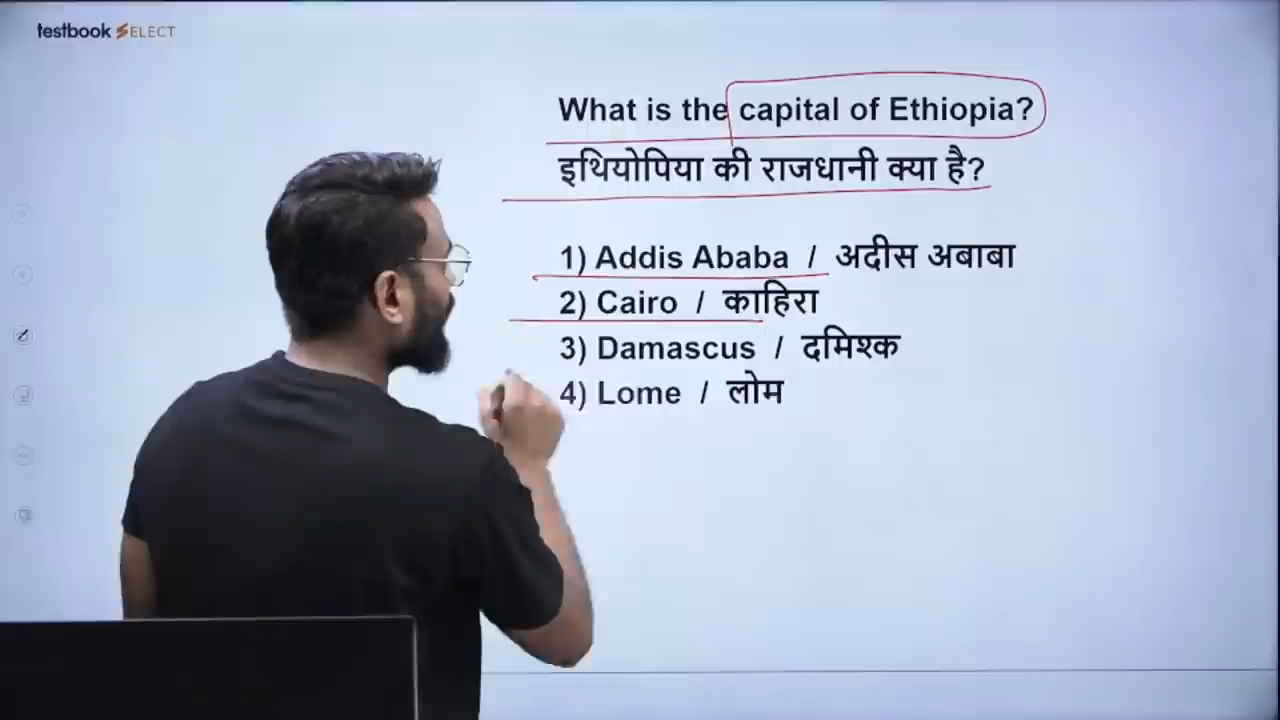 testbook SELECT
What is the capital of Ethiopia?
इथियोपिया की राजधानी क्या है?
1) Addis Ababa / अदीस अबाबा
2) Cairo / काहिरा
3) Damascus / दमिश्क
4) Lome / लोम